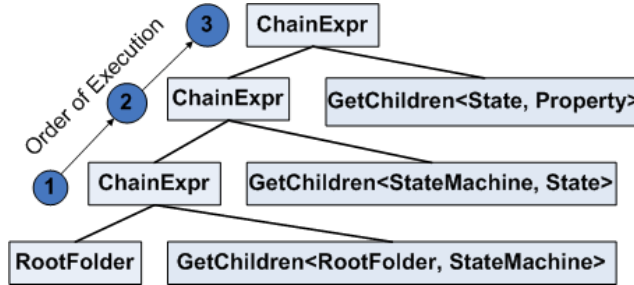 3
ChainExpr
Order of Execution
2
ChainExpr
GetChildren<State, Property>
1
ChainExpr
GetChildren<StateMachine, State>
RootFolder
GetChildren<RootFolder, StateMachine>